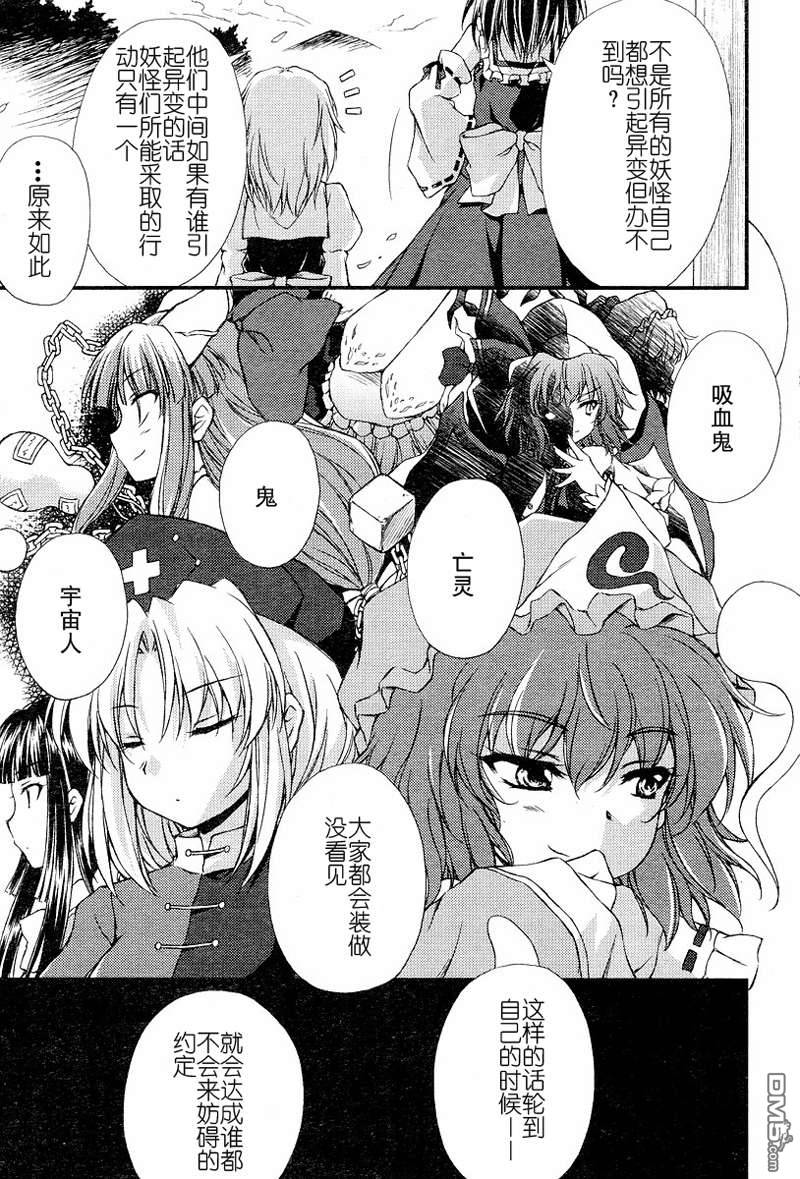 不是所有的妖怪自己
都想引起异变但办不
到吗？
他们中间如果有谁引
起异变的话
妖怪们所能采取的行
动只有一个
…原来如此
吸血鬼
鬼
亡灵
宇宙人
大家都会装做
没看见
这样的话轮到
自己的时候——
就会达成谁都
不会来妨碍的
约定
DM5.com